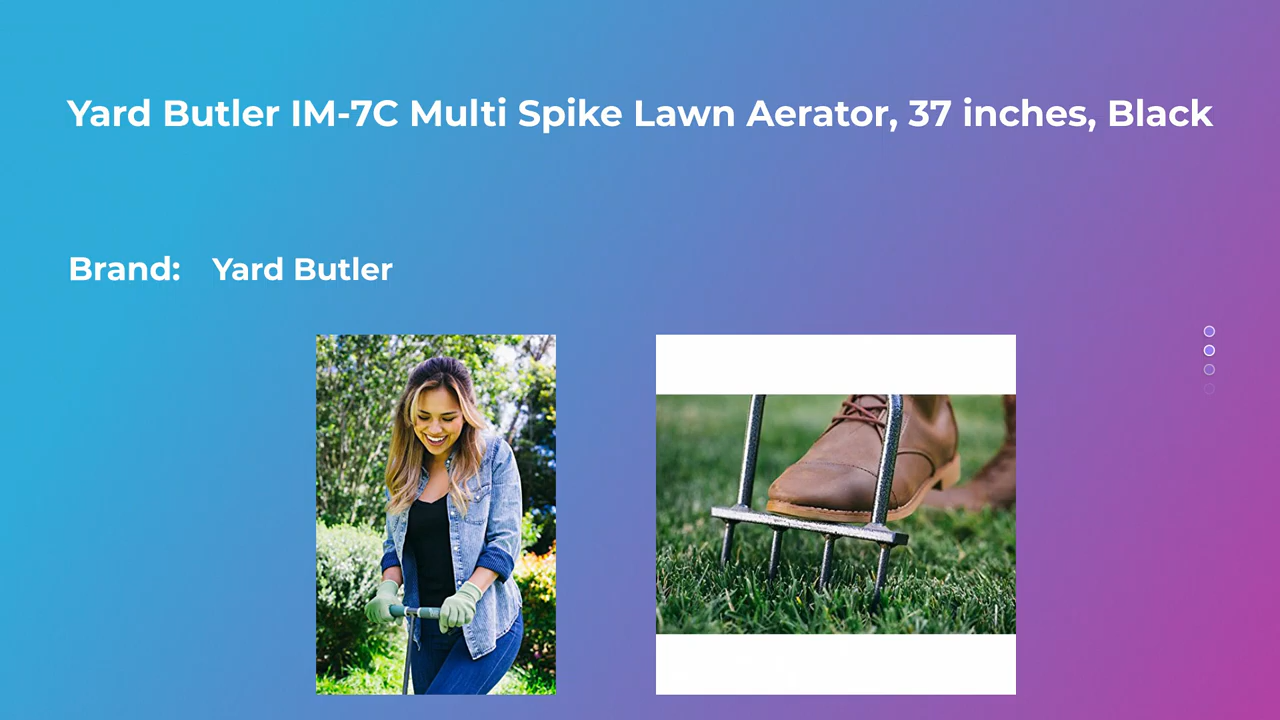 Yard Butler IM-7C Multi Spike Lawn Aerator, 37 inches, Black
Brand: Yard Butler